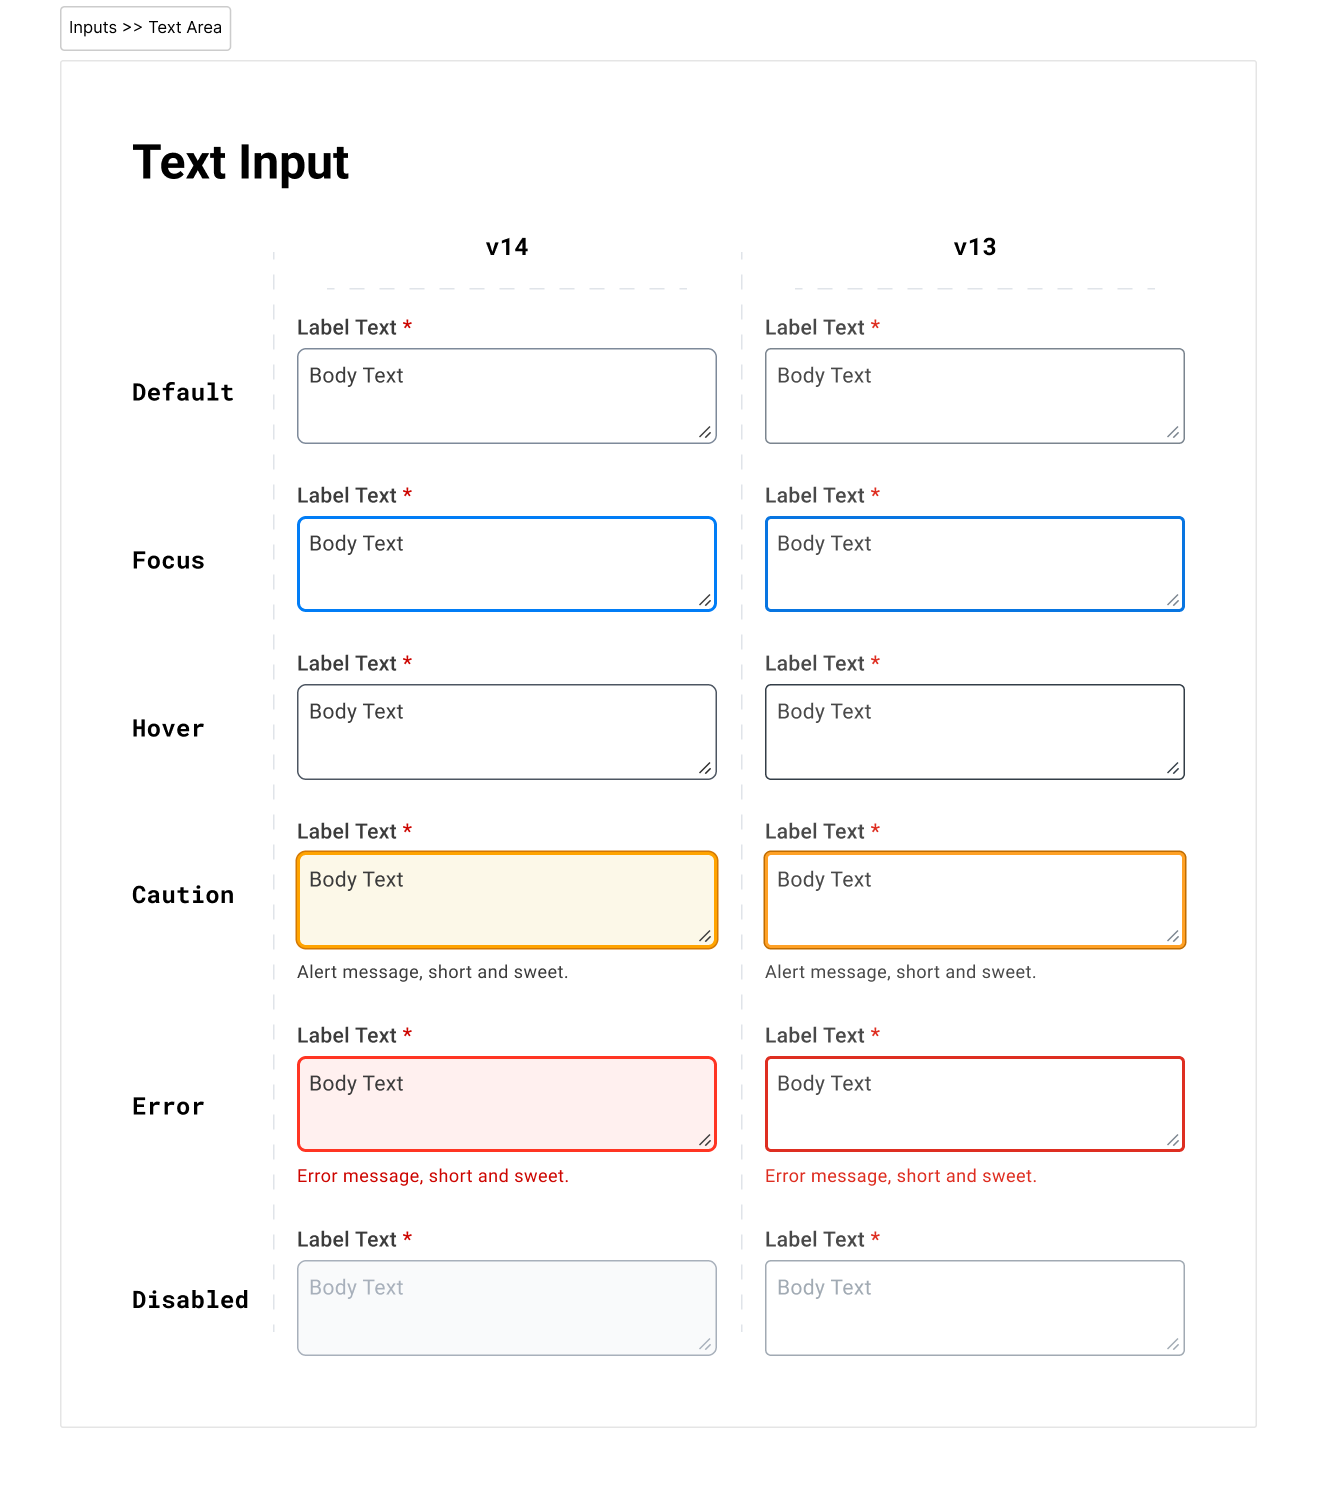 Inputs >> Text Area
Text Input
v14
v13
Label Text *
Label Text *
Default
Body Text
Body Text
Label Text *
Label Text *
Focus
Body Text
Body Text
Label Text *
Label Text *
Hover
Body Text
Body Text
Label Text *
Label Text *
Caution
Body Text
Body Text
Alert message, short and sweet.
Alert message, short and sweet.
Label Text *
Label Text *
Error
Body Text
Body Text
Error message, short and sweet.
Error message, short and sweet.
Label Text *
Label Text *
Disabled
Body Text
Body Text